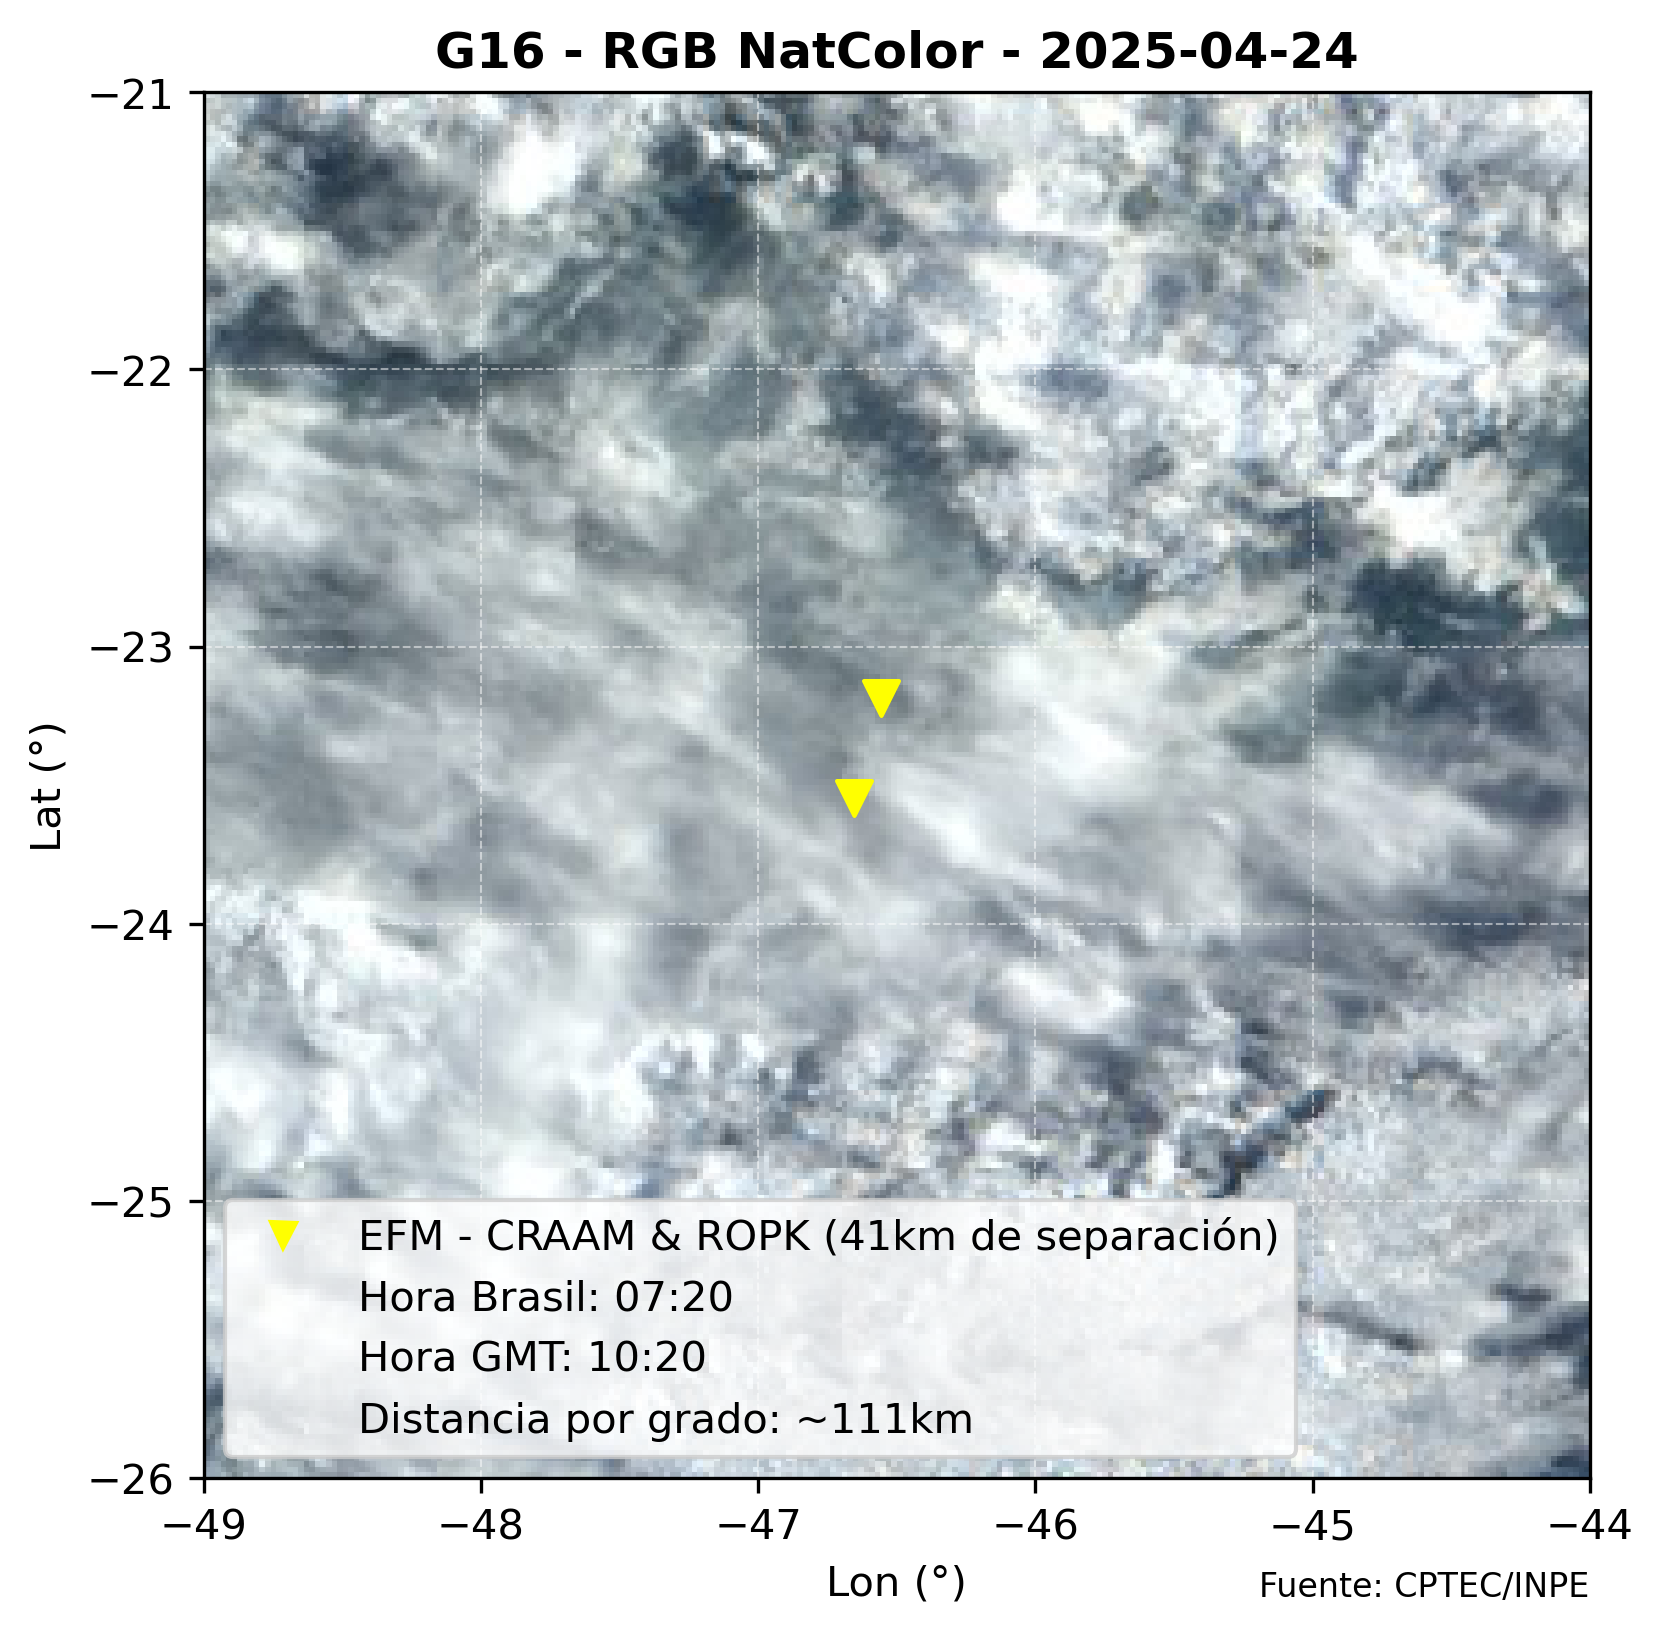 G16 - RGB NatColor - 2025-04-24
−21
−22
−23
−24
−25
−26
Lat (°)
EFM - CRAAM & ROPK (41km de separación)
Hora Brasil: 07:20
Hora GMT: 10:20
Distancia por grado: ~111km
−49 −48 −47 −46 −45 −44
Lon (°)
Fuente: CPTEC/INPE